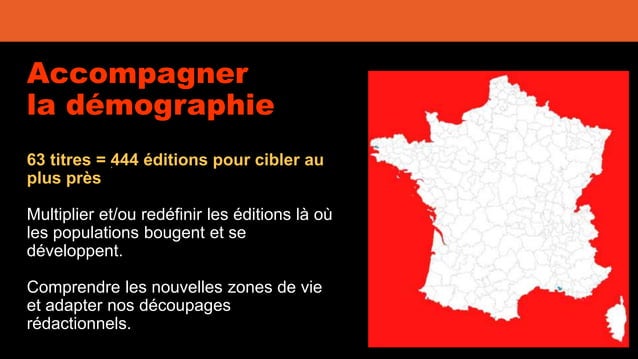 Accompagner
la démographie
63 titres = 444 éditions pour cibler au
plus près
Multiplier et/ou redéfinir les éditions là où
les populations bougent et se
développent.
Comprendre les nouvelles zones de vie
et adapter nos découpages
rédactionnels.